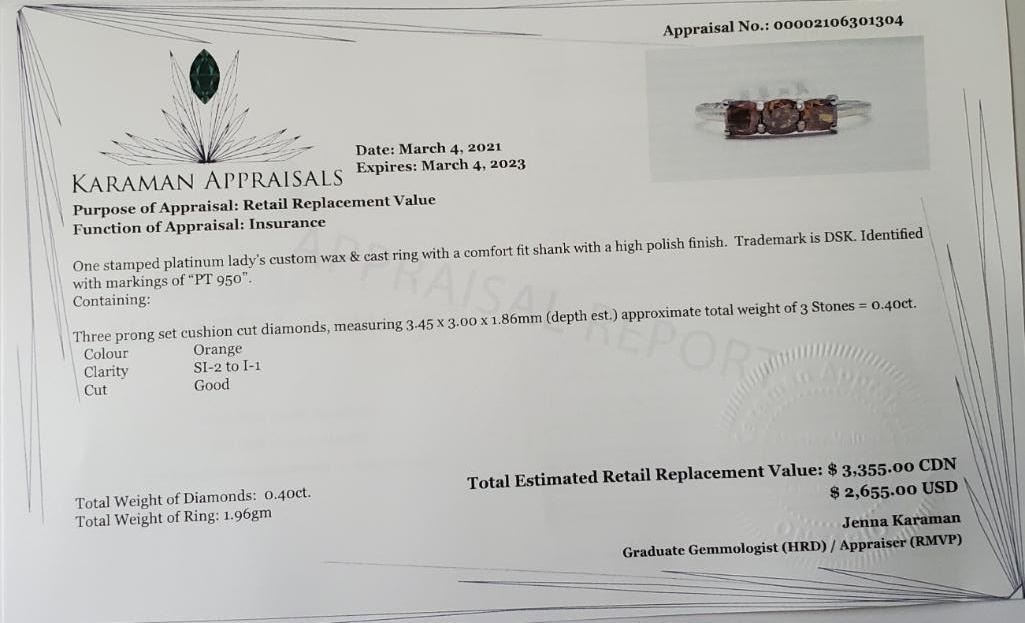 Appraisal No.: 00002106301304
Date: March 4, 2021
Expires: March 4, 2023
KARAMAN APPRAISALS
Purpose of Appraisal: Retail Replacement Value
Function of Appraisal: Insurance
One stamped platinum lady's custom wax & cast ring with a comfort fit shank with a high polish finish. Trademark is DSK. Identified
with markings of "PT 950".
Containing:
Three prong set cushion cut diamonds, measuring 3.45 x 3.00 x 1.86mm (depth est.) approximate total weight of 3 Stones = 0.40ct.
Colour Orange
Clarity SI-2 to I-1
Cut Good
APPRAISAL REPORT
Total Weight of Diamonds: 0.40ct.
Total Weight of Ring: 1.96gm
Total Estimated Retail Replacement Value: $ 3,355.00 CDN
$ 2,655.00 USD
Jenna Karaman
Graduate Gemmologist (HRD) / Appraiser (RMVP)